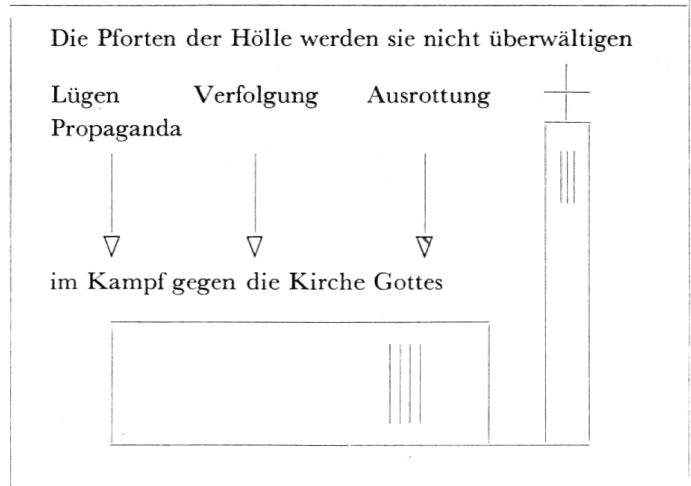 Die Pforten der Hölle werden sie nicht überwältigen
Lügen Verfolgung Ausrottung
Propaganda
im Kampf gegen die Kirche Gottes